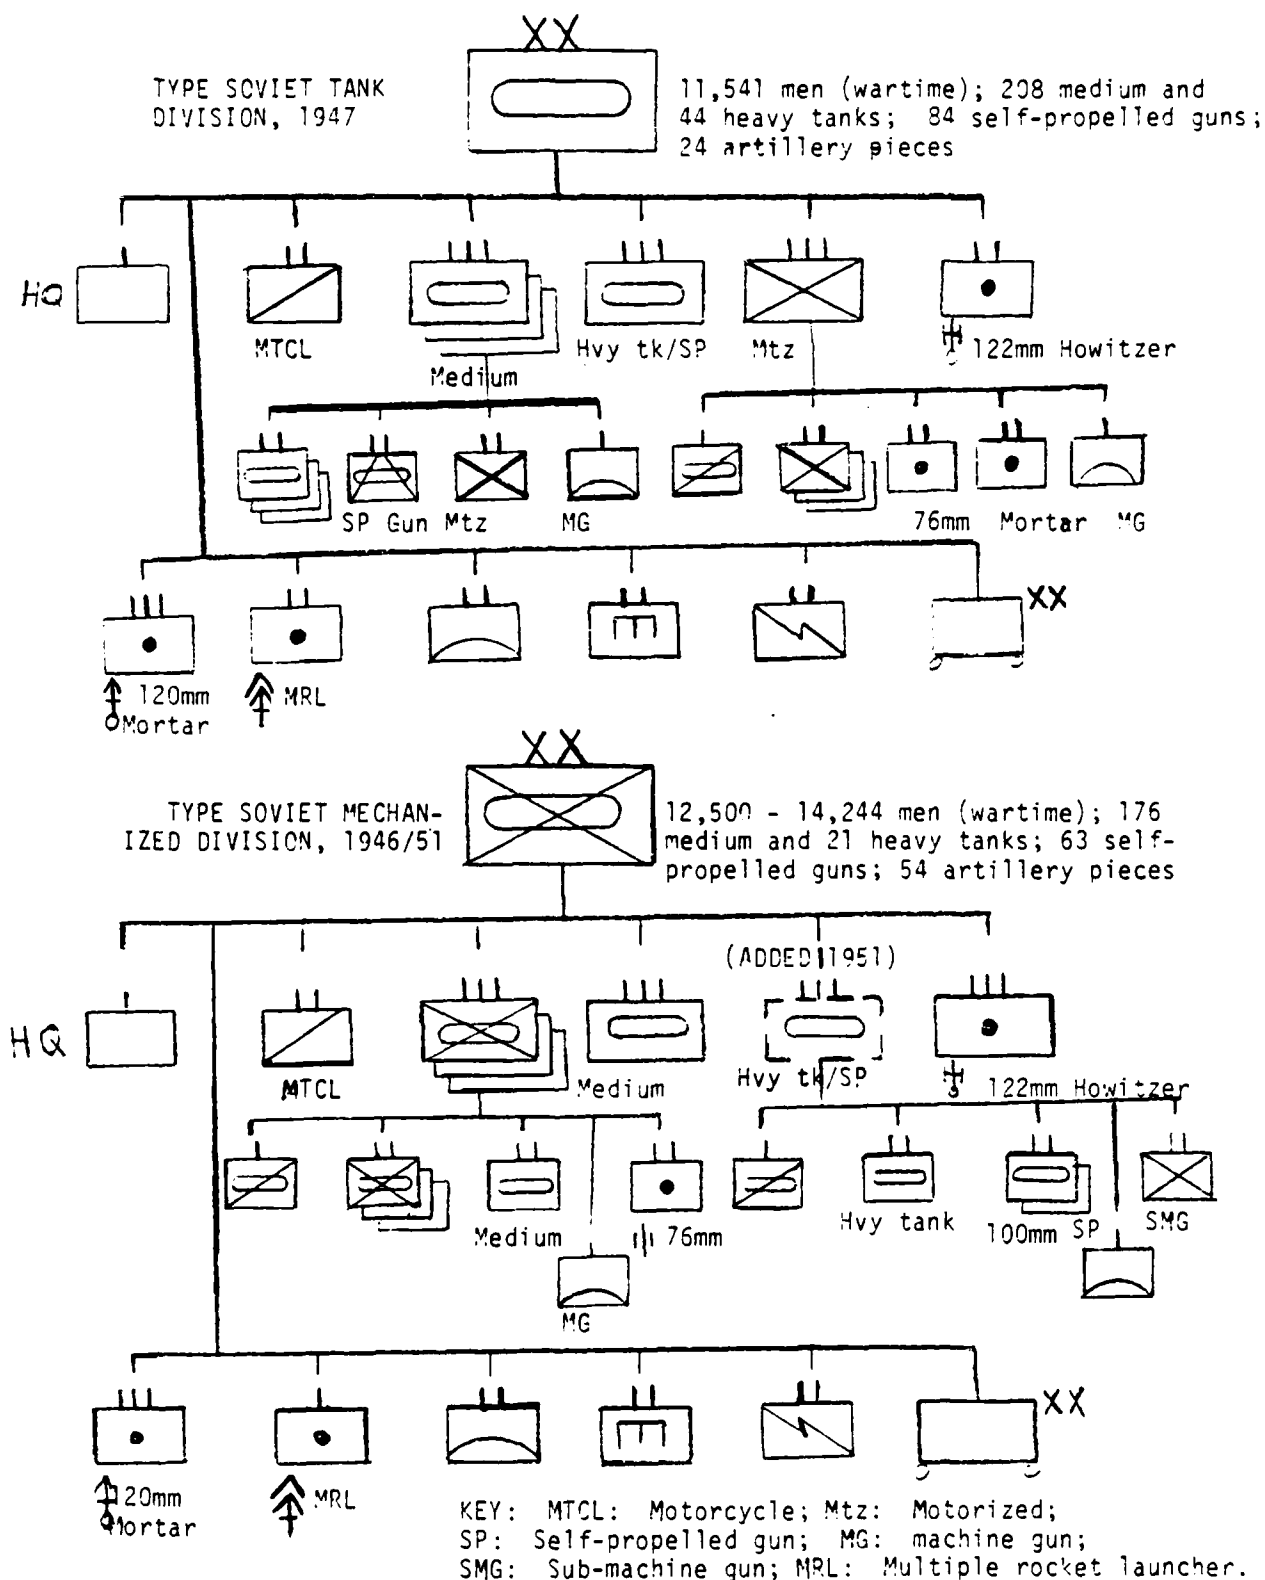 XX
TYPE SOVIET TANK
DIVISION, 1947
11,541 men (wartime); 208 medium and
44 heavy tanks; 84 self-propelled guns;
24 artillery pieces
HQ
MTCL
Medium
Hvy tk/SP
Mtz
122mm Howitzer
SP Gun
Mtz
MG
76mm
Mortar
MG
XX
120mm
Mortar
MRL
XX
TYPE SOVIET MECHAN-
IZED DIVISION, 1946/51
12,500 - 14,244 men (wartime); 176
medium and 21 heavy tanks; 63 self-
propelled guns; 54 artillery pieces
(ADDED 1951)
HQ
MTCL
Medium
Hvy tk/SP
122mm Howitzer
Medium
76mm
MG
Hvy tank
100mm SP
SMG
XX
120mm
Mortar
MRL
KEY: MTCL: Motorcycle; Mtz: Motorized;
SP: Self-propelled gun; MG: machine gun;
SMG: Sub-machine gun; MRL: Multiple rocket launcher.